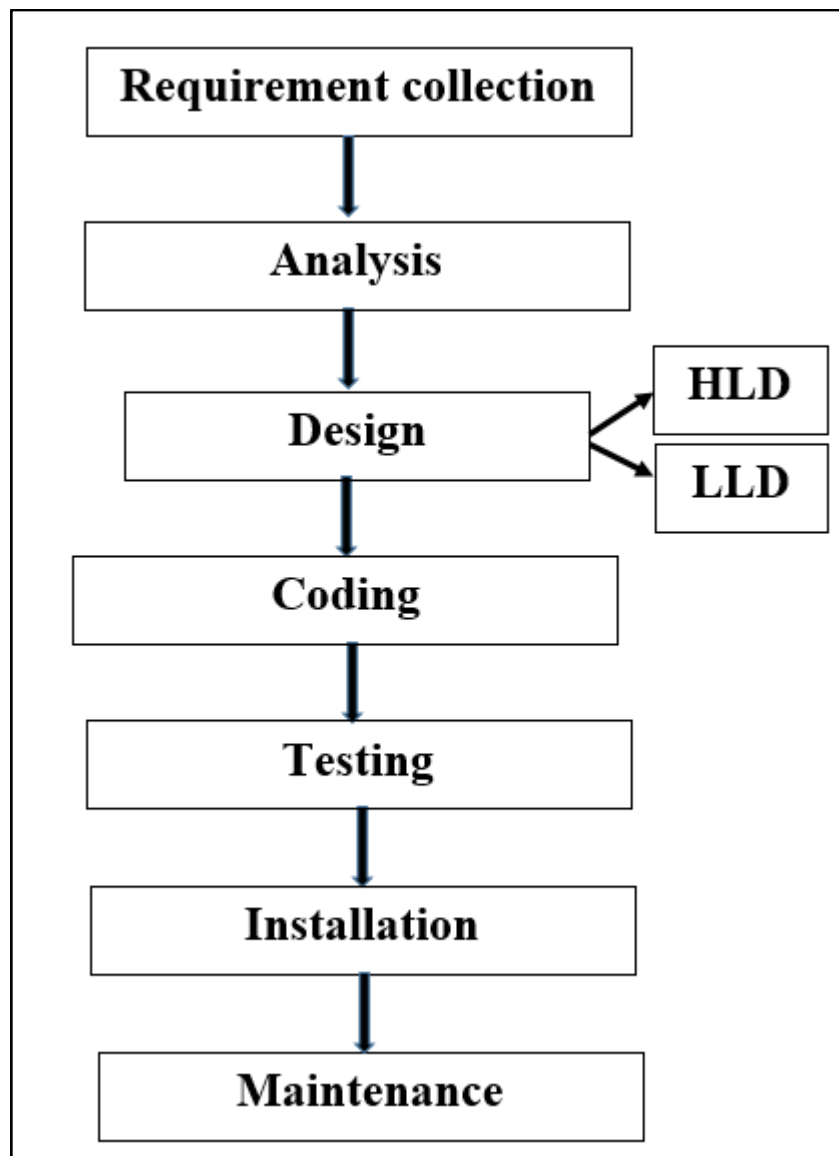 Requirement collection
Analysis
Design
HLD
LLD
Coding
Testing
Installation
Maintenance